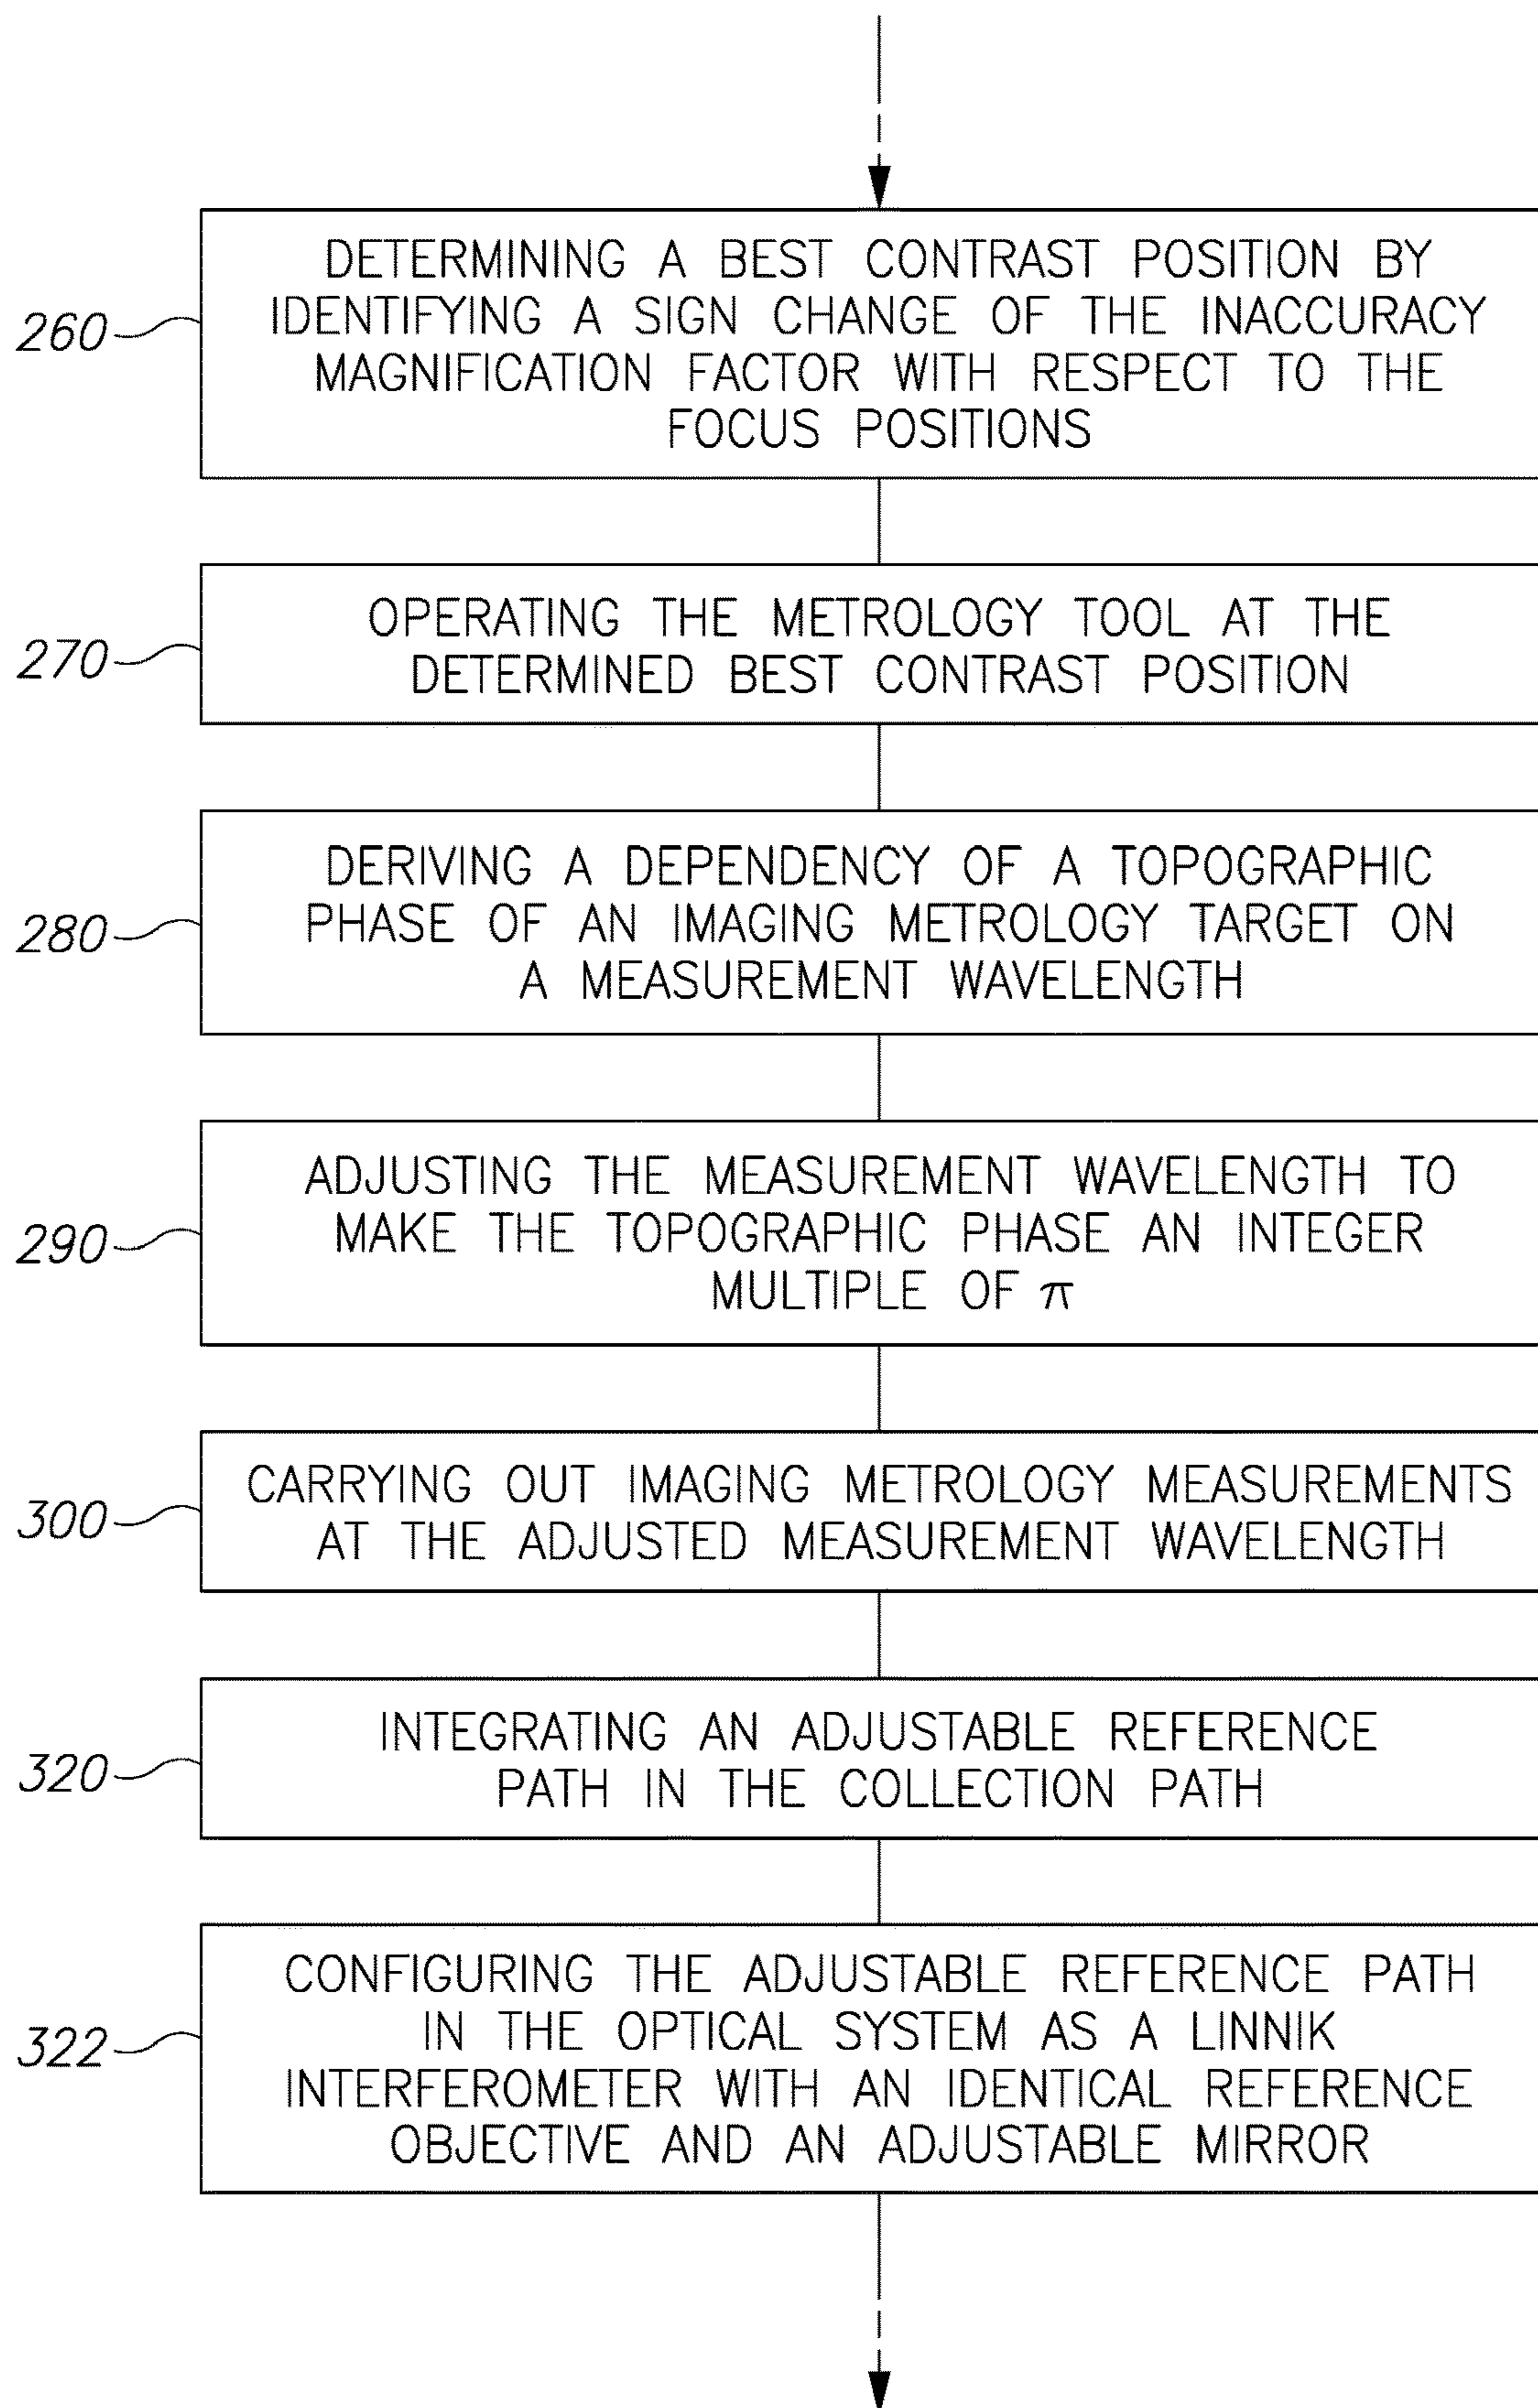 260
DETERMINING A BEST CONTRAST POSITION BY
IDENTIFYING A SIGN CHANGE OF THE INACCURACY
MAGNIFICATION FACTOR WITH RESPECT TO THE
FOCUS POSITIONS
270
OPERATING THE METROLOGY TOOL AT THE
DETERMINED BEST CONTRAST POSITION
280
DERIVING A DEPENDENCY OF A TOPOGRAPHIC
PHASE OF AN IMAGING METROLOGY TARGET ON
A MEASUREMENT WAVELENGTH
290
ADJUSTING THE MEASUREMENT WAVELENGTH TO
MAKE THE TOPOGRAPHIC PHASE AN INTEGER
MULTIPLE OF π
300
CARRYING OUT IMAGING METROLOGY MEASUREMENTS
AT THE ADJUSTED MEASUREMENT WAVELENGTH
320
INTEGRATING AN ADJUSTABLE REFERENCE
PATH IN THE COLLECTION PATH
322
CONFIGURING THE ADJUSTABLE REFERENCE PATH
IN THE OPTICAL SYSTEM AS A LINNIK
INTERFEROMETER WITH AN IDENTICAL REFERENCE
OBJECTIVE AND AN ADJUSTABLE MIRROR